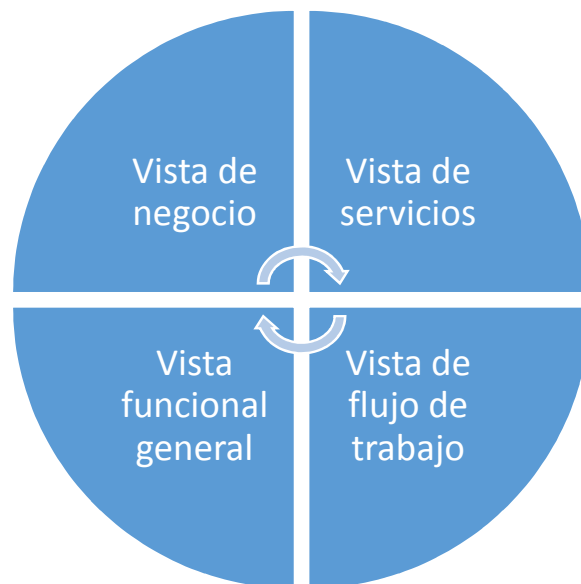 Vista de
negocio
Vista de
servicios
Vista
funcional
general
Vista de
flujo de
trabajo